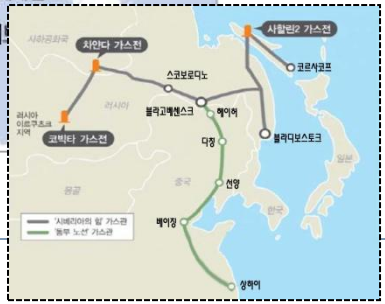 사하공화국
차얀다 가스전
사할린2 가스전
스코보로디노
코르사코프
러시아
블라고베셴스크
헤이허
러시아
이르쿠츠크
지역
코빅타 가스전
다칭
블라디보스토크
일본
몽골
중국
선양
한국
'시베리아의 힘' 가스관
'동부 노선' 가스관
베이징
상하이